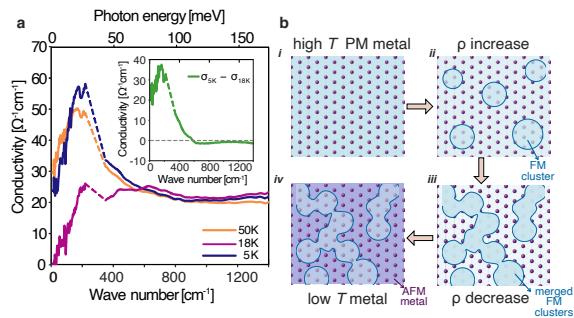 a
Photon energy [meV]
0 50 100 150
Conductivity [Ω⁻¹cm⁻¹]
70
60
50
40
30
20
10
0
0 400 800 1200
Wave number [cm⁻¹]
50K
18K
5K
Conductivity [Ω⁻¹cm⁻¹]
40
30
20
10
0
-10
0 400 800 1200
Wave number [cm⁻¹]
σ5K − σ18K
b
i
high T PM metal
ii
ρ increase
FM
cluster
iv
low T metal
AFM
metal
iii
ρ decrease
merged
FM
clusters